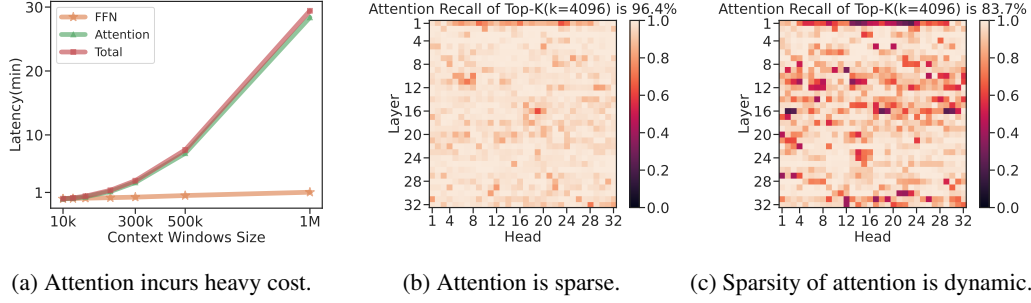 30
20
10
1
Latency(min)
FFN
Attention
Total
10k
300k
500k
1M
Context Windows Size
(a) Attention incurs heavy cost.
Attention Recall of Top-K(k=4096) is 96.4%
Layer
1
4
8
12
16
20
24
28
32
1
4
8
12
16
20
24
28
32
Head
1.0
0.8
0.6
0.4
0.2
0.0
(b) Attention is sparse.
Attention Recall of Top-K(k=4096) is 83.7%
Layer
1
4
8
12
16
20
24
28
32
1
4
8
12
16
20
24
28
32
Head
1.0
0.8
0.6
0.4
0.2
0.0
(c) Sparsity of attention is dynamic.